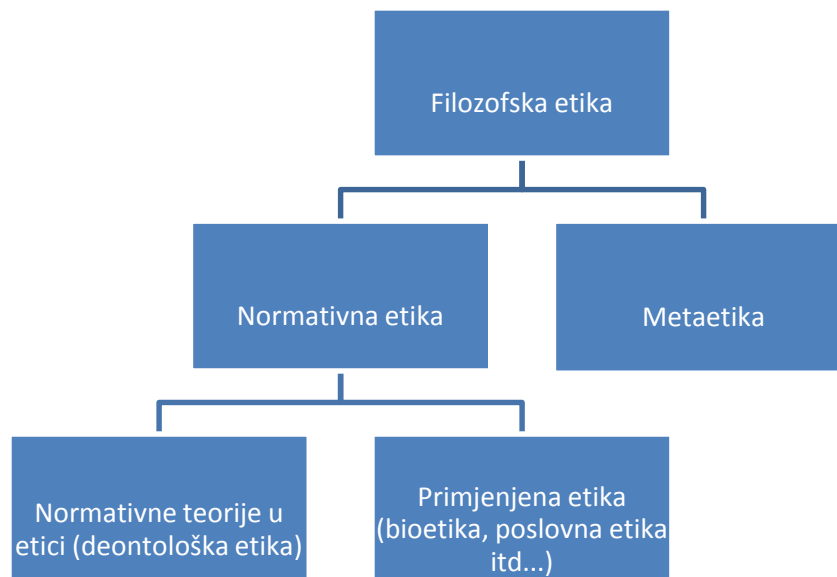 Filozofska etika
Normativna etika
Metaetika
Normativne teorije u
etici (deontološka etika)
Primjenjena etika
(bioetika, poslovna etika
itd...)